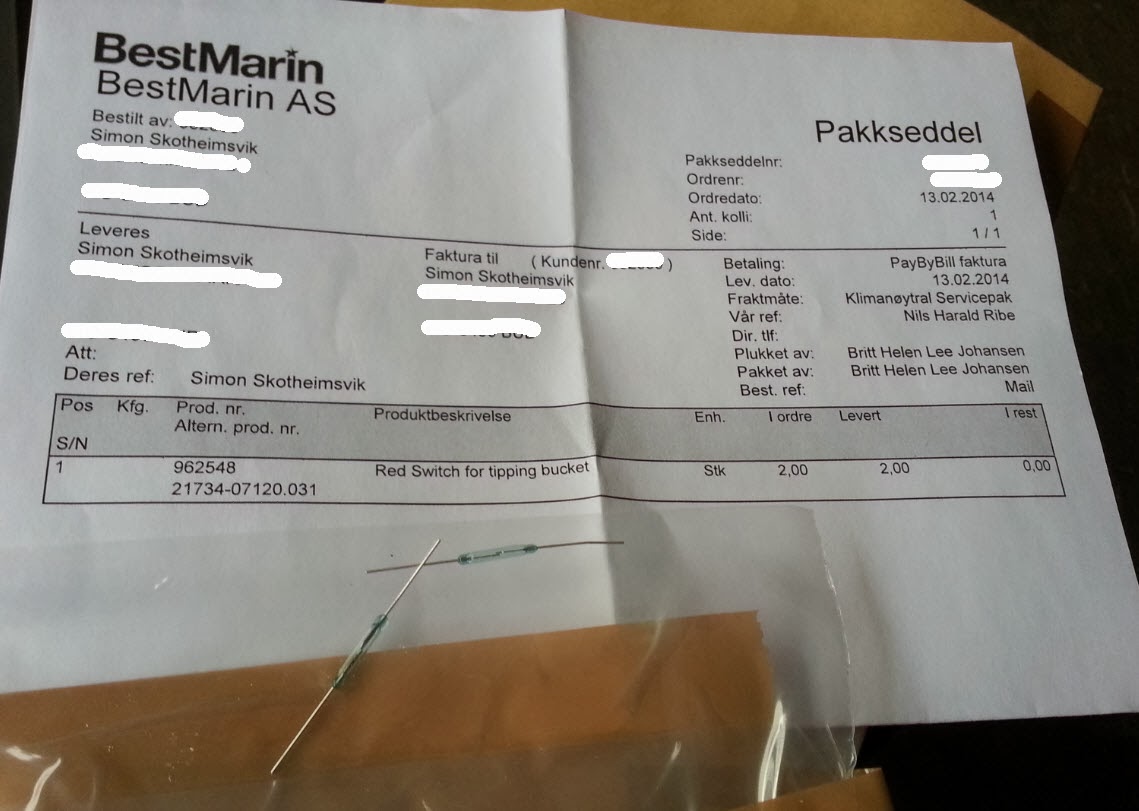 BestMarin
BestMarin AS
Bestilt av:
Simon Skotheimsvik
Pakkseddel
Pakkseddelnr:
Ordrenr:
Ordredato: 13.02.2014
Ant. kolli: 1
Side: 1 / 1
Leveres
Simon Skotheimsvik
Faktura til ( Kundenr. )
Simon Skotheimsvik
Betaling: PayByBill faktura
Lev. dato: 13.02.2014
Fraktmåte: Klimanøytral Servicepak
Vår ref: Nils Harald Ribe
Dir. tlf:
Plukket av: Britt Helen Lee Johansen
Pakket av: Britt Helen Lee Johansen
Best. ref: Mail
Att:
Deres ref: Simon Skotheimsvik
Pos Kfg. Prod. nr. Produktbeskrivelse Enh. I ordre Levert I rest
Altern. prod. nr.
S/N
1 962548 Red Switch for tipping bucket Stk 2,00 2,00 0,00
21734-07120.031